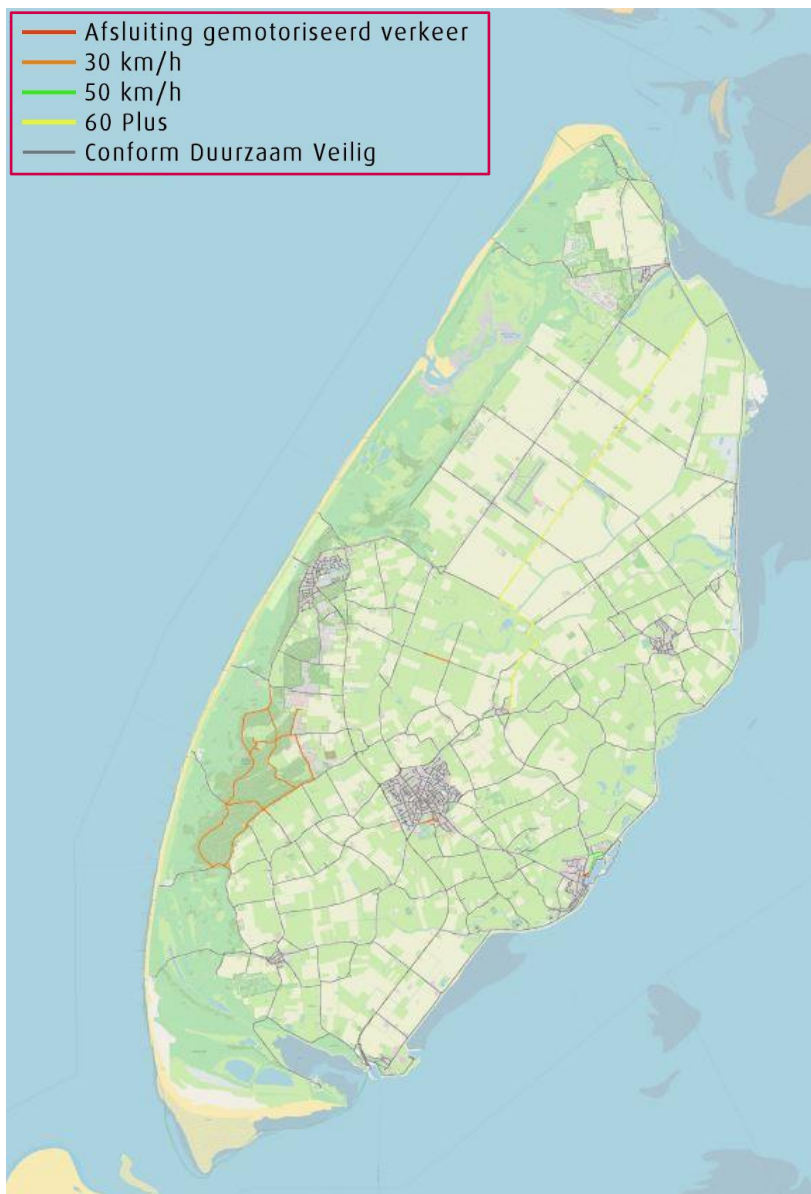 Afsluiting gemotoriseerd verkeer
30 km/h
50 km/h
60 Plus
Conform Duurzaam Veilig